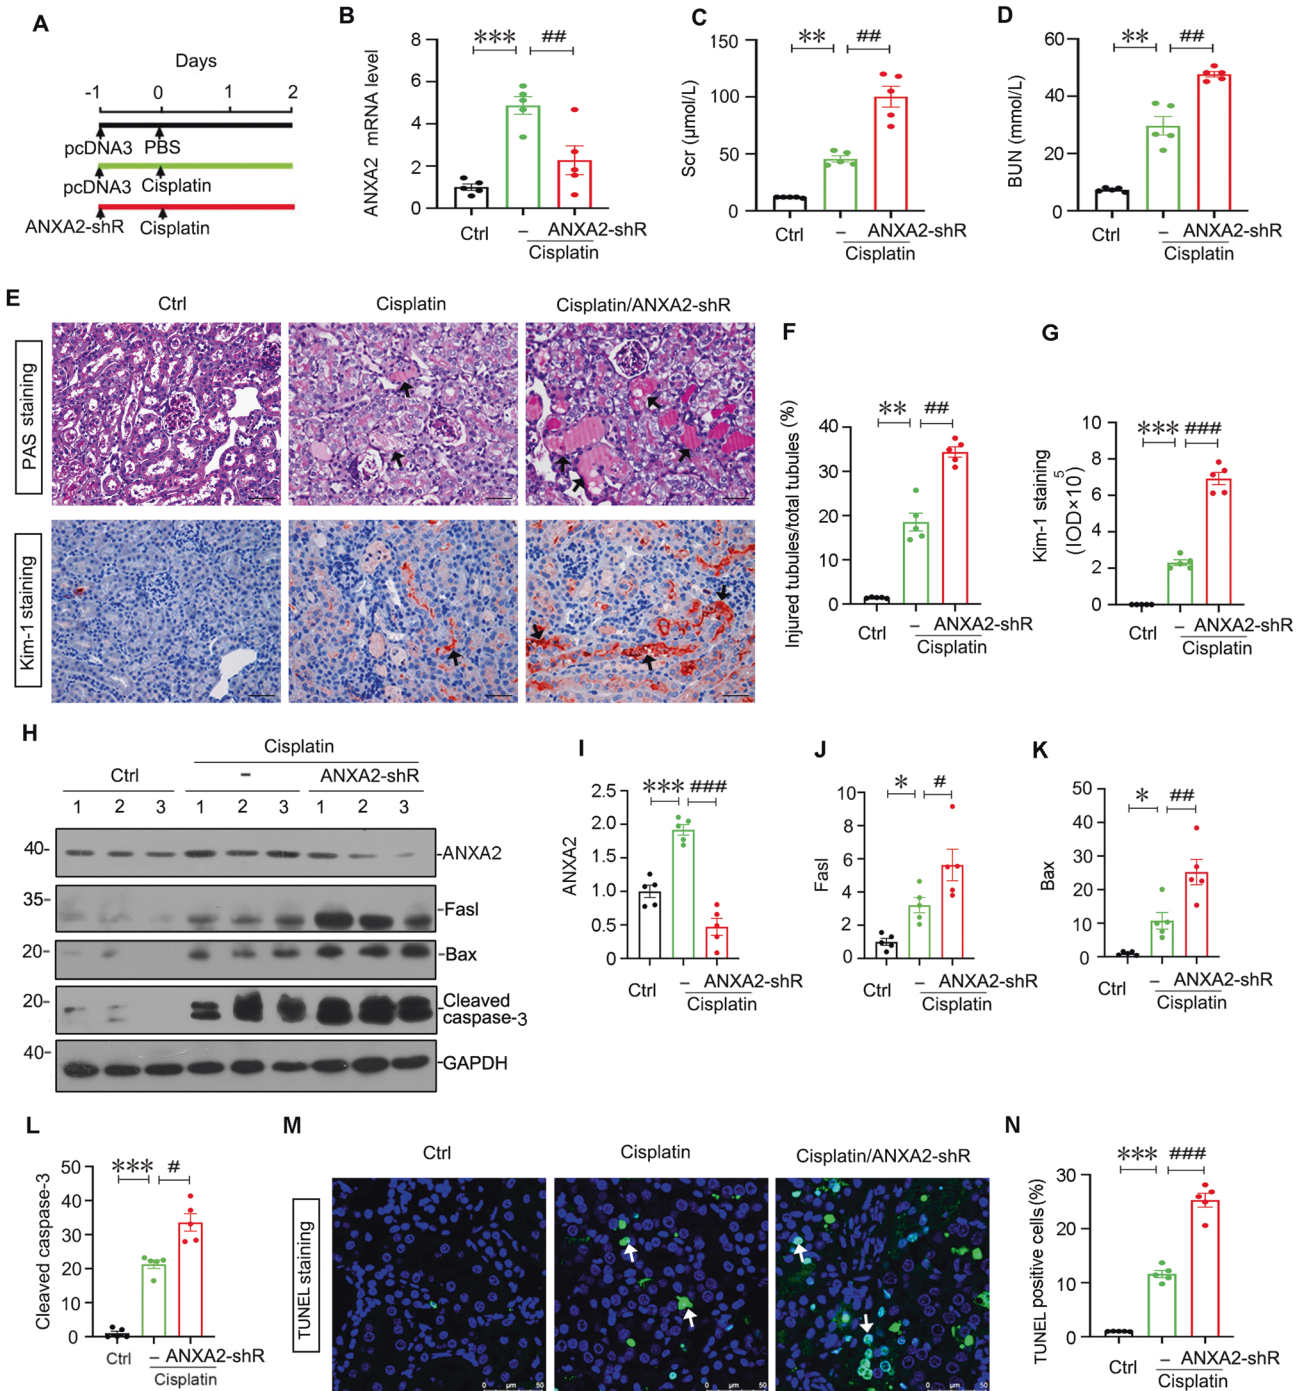 A
Days
-1 0 1 2
pcDNA3 PBS
pcDNA3 Cisplatin
ANXA2-shR Cisplatin
B
ANXA2 mRNA level
8
6
4
2
0
*** ##
Ctrl – ANXA2-shR
Cisplatin
C
Scr (μmol/L)
150
100
50
0
** ##
Ctrl – ANXA2-shR
Cisplatin
D
BUN (mmol/L)
60
40
20
0
** ##
Ctrl – ANXA2-shR
Cisplatin
E
Ctrl Cisplatin Cisplatin/ANXA2-shR
PAS staining
Kim-1 staining
F
Injured tubules/total tubules (%)
40
30
20
10
0
** ##
Ctrl – ANXA2-shR
Cisplatin
G
Kim-1 staining
(IOD×10⁵)
10
8
6
4
2
0
*** ###
Ctrl – ANXA2-shR
Cisplatin
H
Cisplatin
Ctrl – ANXA2-shR
1 2 3 1 2 3 1 2 3
40- -ANXA2
35- -Fasl
20- -Bax
20- -Cleaved
caspase-3
40- -GAPDH
I
ANXA2
2.5
2.0
1.5
1.0
0.5
0
*** ###
Ctrl – ANXA2-shR
Cisplatin
J
Fasl
10
8
6
4
2
0
* #
Ctrl – ANXA2-shR
Cisplatin
K
Bax
50
40
30
20
10
0
* ##
Ctrl – ANXA2-shR
Cisplatin
L
Cleaved caspase-3
50
40
30
20
10
0
*** #
Ctrl – ANXA2-shR
Cisplatin
M
Ctrl Cisplatin Cisplatin/ANXA2-shR
TUNEL staining
0 μm 50
0 μm 50
0 μm 50
N
TUNEL positive cells (%)
30
20
10
0
*** ###
Ctrl – ANXA2-shR
Cisplatin